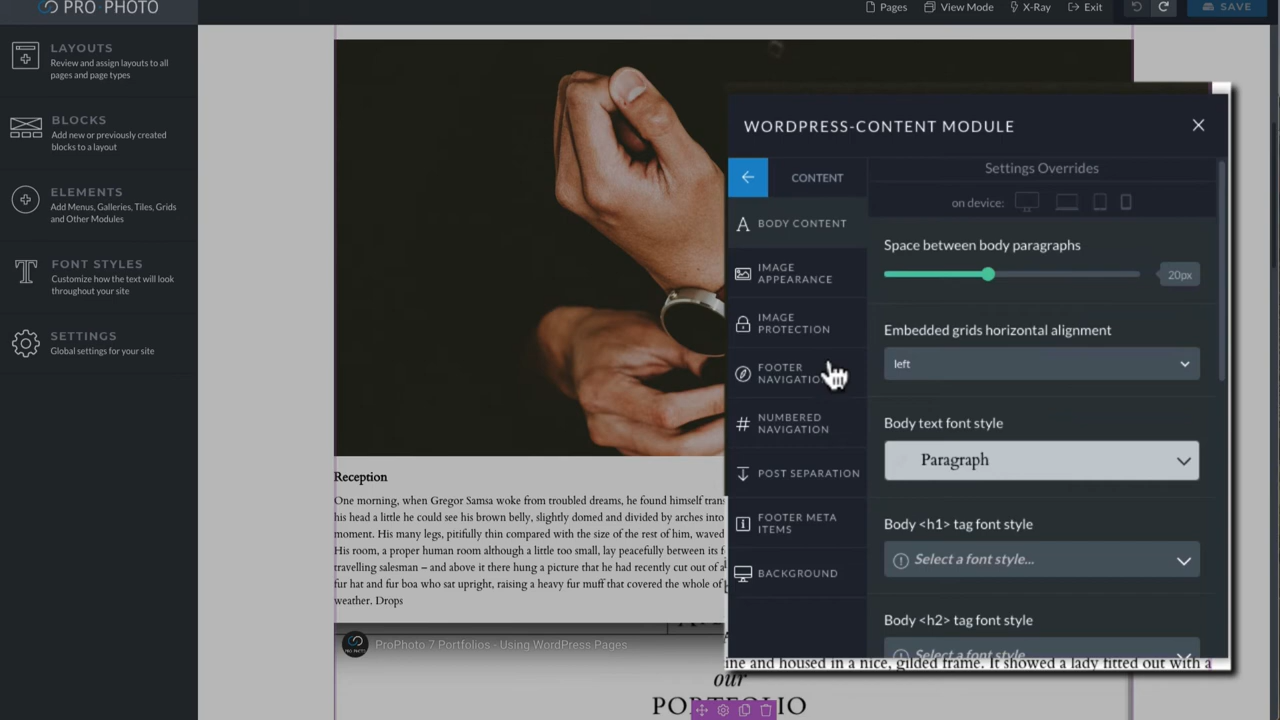 PRO PHOTO
Pages
View Mode
X-Ray
Exit
SAVE
LAYOUTS
Review and assign layouts to all
pages and page types
BLOCKS
Add new or previously created
blocks to a layout
ELEMENTS
Add Menus, Galleries, Tiles, Grids
and Other Modules
FONT STYLES
Customize how the text will look
throughout your site
SETTINGS
Global settings for your site
Reception
One morning, when Gregor Samsa woke from troubled dreams, he found himself
his head a little he could see his brown belly, slightly domed and divided by arches into
moment. His many legs, pitifully thin compared with the size of the rest of him, waved
His room, a proper human room although a little too small, lay peacefully between its
travelling salesman – and above it there hung a picture that he had recently cut out of
fur hat and fur boa who sat upright, raising a heavy fur muff that covered the whole of
weather. Drops
ProPhoto 7 Portfolios - Using WordPress Pages
WORDPRESS-CONTENT MODULE
CONTENT
BODY CONTENT
IMAGE
APPEARANCE
IMAGE
PROTECTION
FOOTER
NAVIGATION
NUMBERED
NAVIGATION
POST SEPARATION
FOOTER META
ITEMS
BACKGROUND
Settings Overrides
on device:
Space between body paragraphs
20px
Embedded grids horizontal alignment
left
Body text font style
Paragraph
Body <h1> tag font style
Select a font style...
Body <h2> tag font style
Select a font style...
ine and housed in a nice, gilded frame. It showed a lady fitted out with a
our
PORTFOLIO